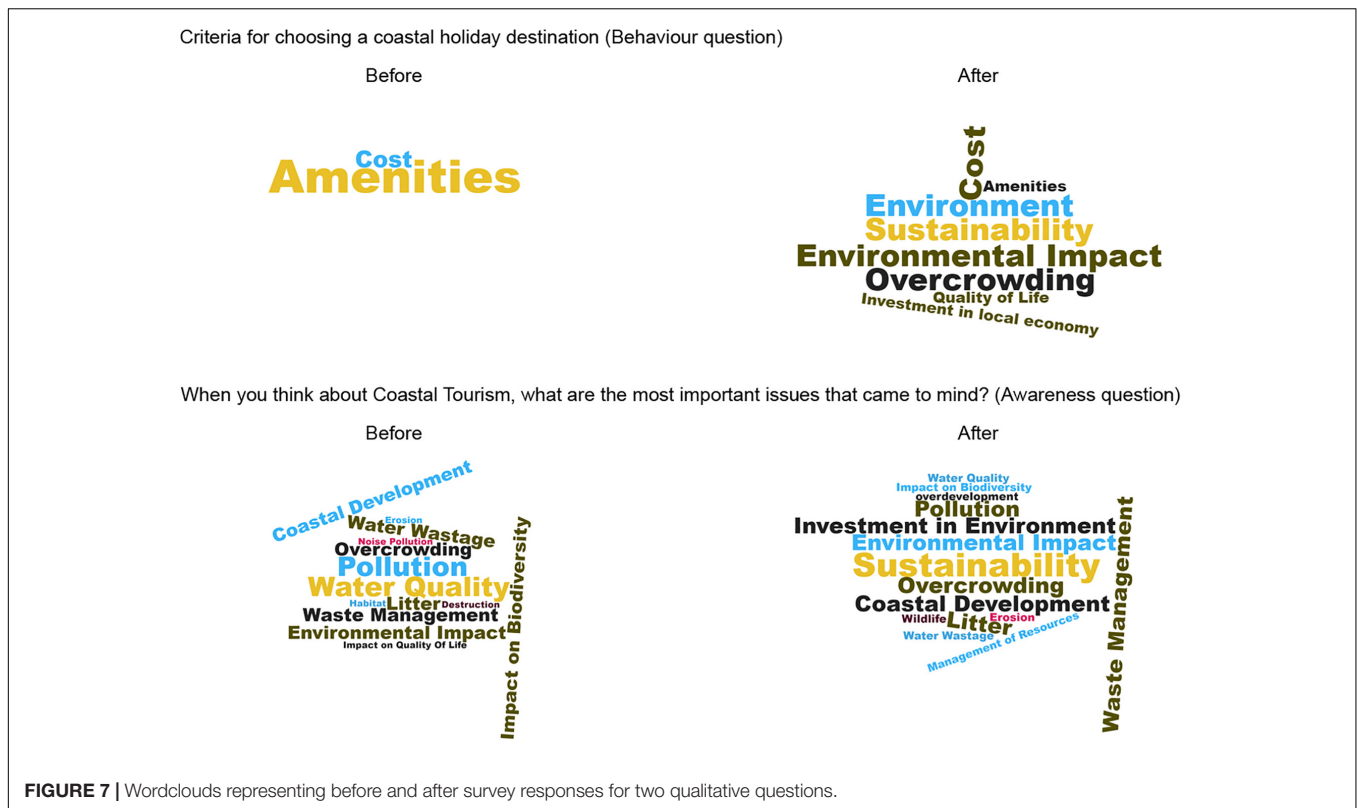 Criteria for choosing a coastal holiday destination (Behaviour question)
Before
Cost
Amenities
After
Cost
Amenities
Environment
Sustainability
Environmental Impact
Overcrowding
Quality of Life
Investment in local economy
When you think about Coastal Tourism, what are the most important issues that came to mind? (Awareness question)
Before
Coastal Development
Erosion
Water Wastage
Noise Pollution
Overcrowding
Pollution
Water Quality
Habitat
Litter
Destruction
Waste Management
Environmental Impact
Impact on Quality Of Life
Impact on Biodiversity
After
Water Quality
Impact on Biodiversity
overdevelopment
Pollution
Investment in Environment
Environmental Impact
Sustainability
Overcrowding
Coastal Development
Wildlife
Litter
Erosion
Water Wastage
Management of Resources
Waste Management
FIGURE 7 | Wordclouds representing before and after survey responses for two qualitative questions.